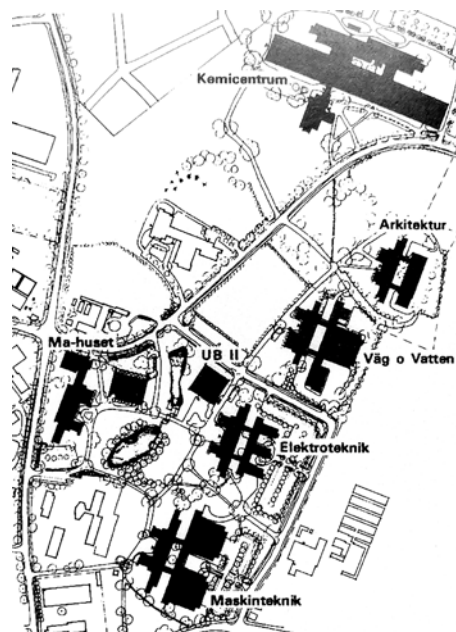 Kemicentrum
Arkitektur
Ma-huset
UB II
Väg o Vatten
Elektroteknik
Maskinteknik